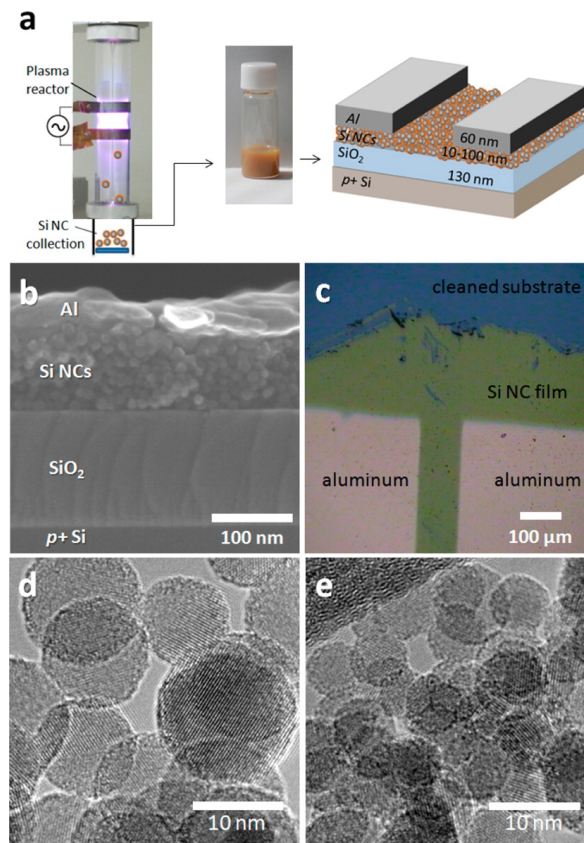 a
Plasma
reactor
Si NC
collection
Al
Si NCs
SiO₂
p+ Si
60 nm
10-100 nm
130 nm
b
Al
Si NCs
SiO₂
p+ Si
100 nm
c
cleaned substrate
Si NC film
aluminum
aluminum
100 µm
d
10 nm
e
10 nm